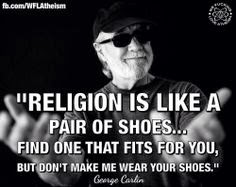 fb.com/WFLAtheism
"RELIGION IS LIKE A
PAIR OF SHOES...
FIND ONE THAT FITS FOR YOU,
BUT DON'T MAKE ME WEAR YOUR SHOES."
George Carlin